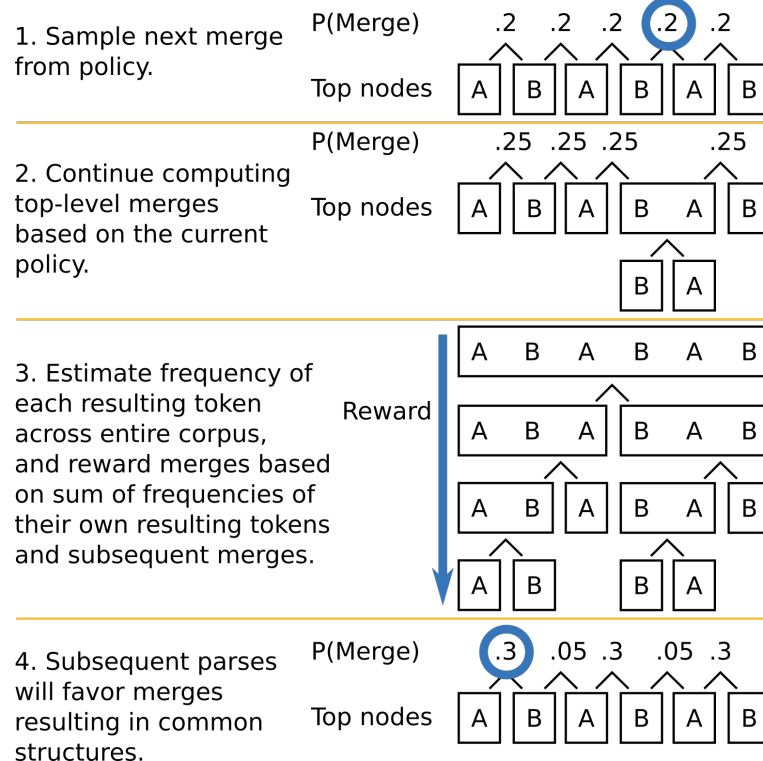 1. Sample next merge
from policy.
P(Merge) .2 .2 .2 .2 .2
Top nodes A B A B A B
2. Continue computing
top-level merges
based on the current
policy.
P(Merge) .25 .25 .25 .25
Top nodes A B A B A B
B A
3. Estimate frequency of
each resulting token
across entire corpus,
and reward merges based
on sum of frequencies of
their own resulting tokens
and subsequent merges.
Reward
A B A B A B
A B A B A B
A B A B A B
A B B A
4. Subsequent parses
will favor merges
resulting in common
structures.
P(Merge) .3 .05 .3 .05 .3
Top nodes A B A B A B